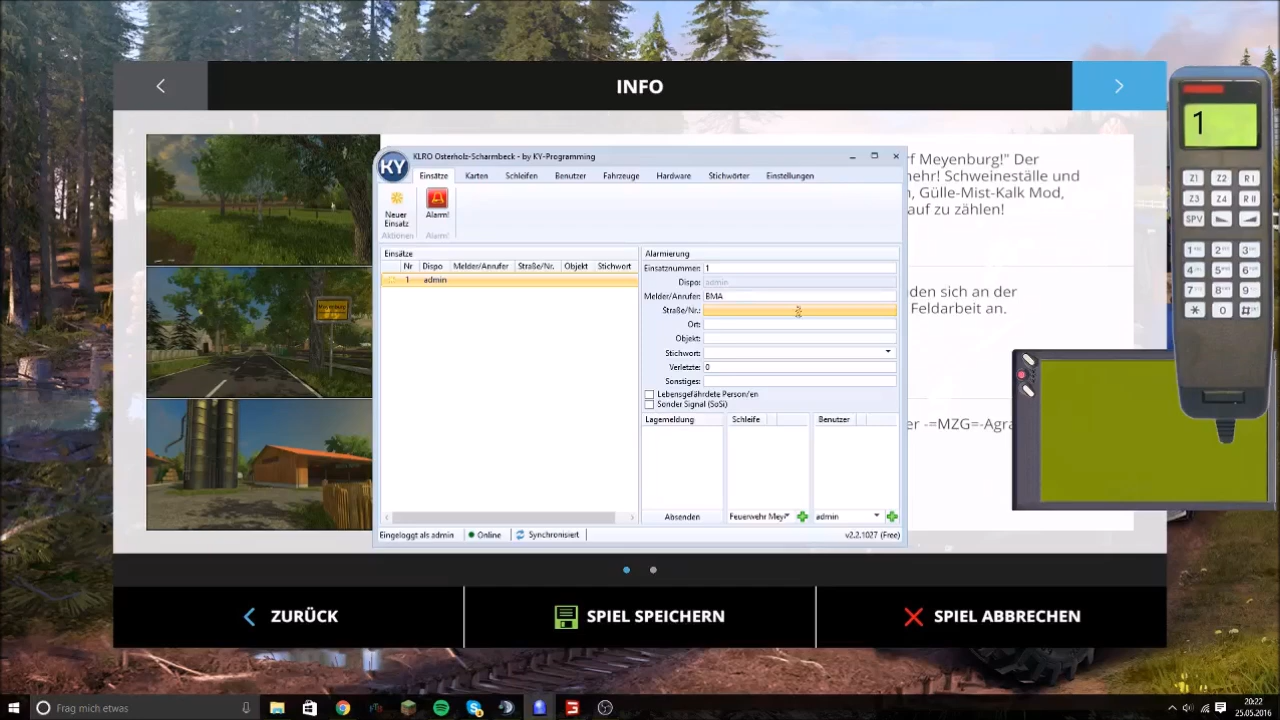 INFO
f Meyenburg!" Der
ehr! Schweineställe und
, Gülle-Mist-Kalk Mod,
auf zu zählen!
den sich an der
Feldarbeit an.
er -=MZG=-Agra
KY
KLRO Osterholz-Scharmbeck - by KY-Programming
Einsätze Karten Schleifen Benutzer Fahrzeuge Hardware Stichwörter Einstellungen
Neuer Einsatz
Alarm!
Aktionen Alarm!
Einsätze
Nr Dispo Melder/Anrufer Straße/Nr. Objekt Stichwort
1 admin
Alarmierung
Einsatznummer: 1
Dispo: admin
Melder/Anrufer: BMA
Straße/Nr.:
Ort:
Objekt:
Stichwort:
Verletzte: 0
Sonstiges:
Lebensgefährdete Person/en
Sonder Signal (SoSi)
Lagemeldung Schleife Benutzer
Absenden Feuerwehr Mey admin
Eingeloggt als admin Online Synchronisiert v2.2.1027 (Free)
1
Z1 Z2 R I
Z3 Z4 R II
SPV
1 2 3
4 5 6
7 8 9
* 0 #
ZURÜCK
SPIEL SPEICHERN
SPIEL ABBRECHEN
Frag mich etwas
20:22
25.05.2016